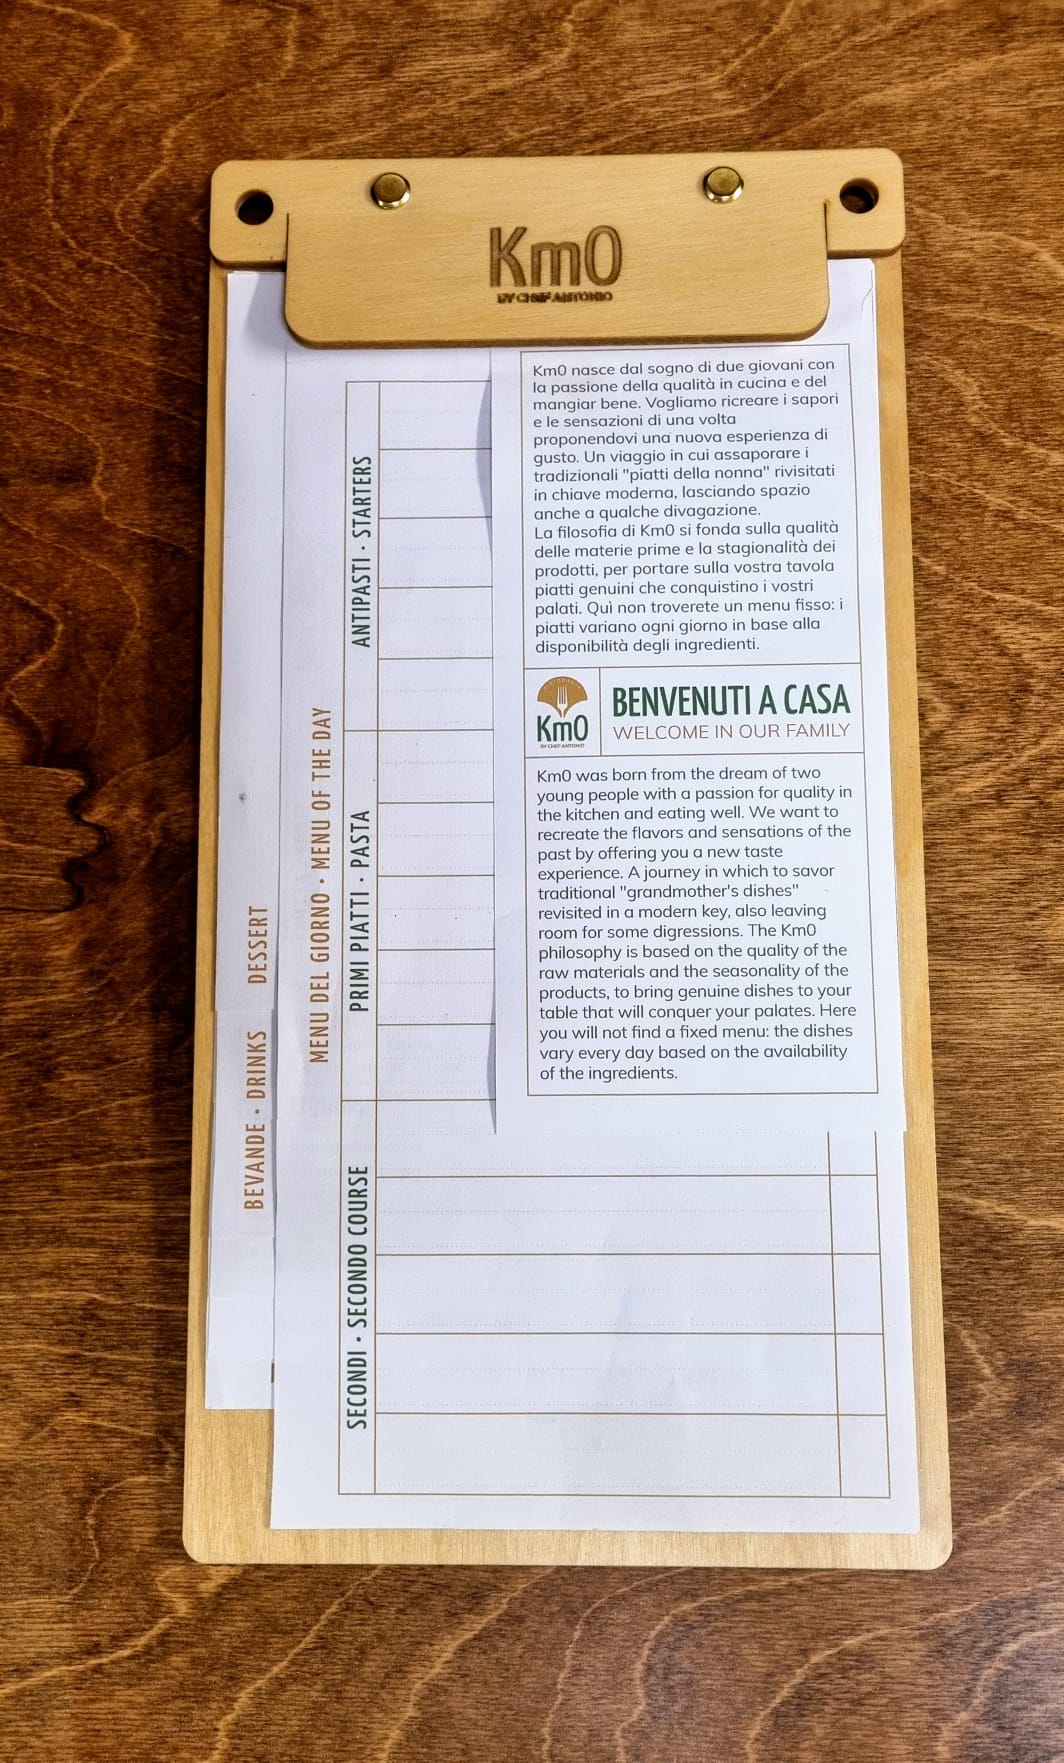 Km0
BY CHEF ANTONIO
Km0 nasce dal sogno di due giovani con
la passione della qualità in cucina e del
mangiar bene. Vogliamo ricreare i sapori
e le sensazioni di una volta
proponendovi una nuova esperienza di
gusto. Un viaggio in cui assaporare i
tradizionali "piatti della nonna" rivisitati
in chiave moderna, lasciando spazio
anche a qualche divagazione.
La filosofia di Km0 si fonda sulla qualità
delle materie prime e la stagionalità dei
prodotti, per portare sulla vostra tavola
piatti genuini che conquistino i vostri
palati. Quì non troverete un menu fisso: i
piatti variano ogni giorno in base alla
disponibilità degli ingredienti.
RISTORANTE
Km0
BY CHEF ANTONIO
BENVENUTI A CASA
WELCOME IN OUR FAMILY
Km0 was born from the dream of two
young people with a passion for quality in
the kitchen and eating well. We want to
recreate the flavors and sensations of the
past by offering you a new taste
experience. A journey in which to savor
traditional "grandmother's dishes"
revisited in a modern key, also leaving
room for some digressions. The Km0
philosophy is based on the quality of the
raw materials and the seasonality of the
products, to bring genuine dishes to your
table that will conquer your palates. Here
you will not find a fixed menu: the dishes
vary every day based on the availability
of the ingredients.
ANTIPASTI • STARTERS
PRIMI PIATTI • PASTA
SECONDI • SECONDO COURSE
MENU DEL GIORNO • MENU OF THE DAY
DESSERT
BEVANDE • DRINKS